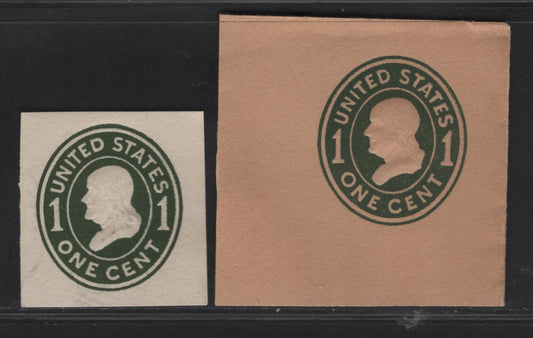 UNITED STATES
1 1
ONE CENT
UNITED STATES
1 1
ONE CENT